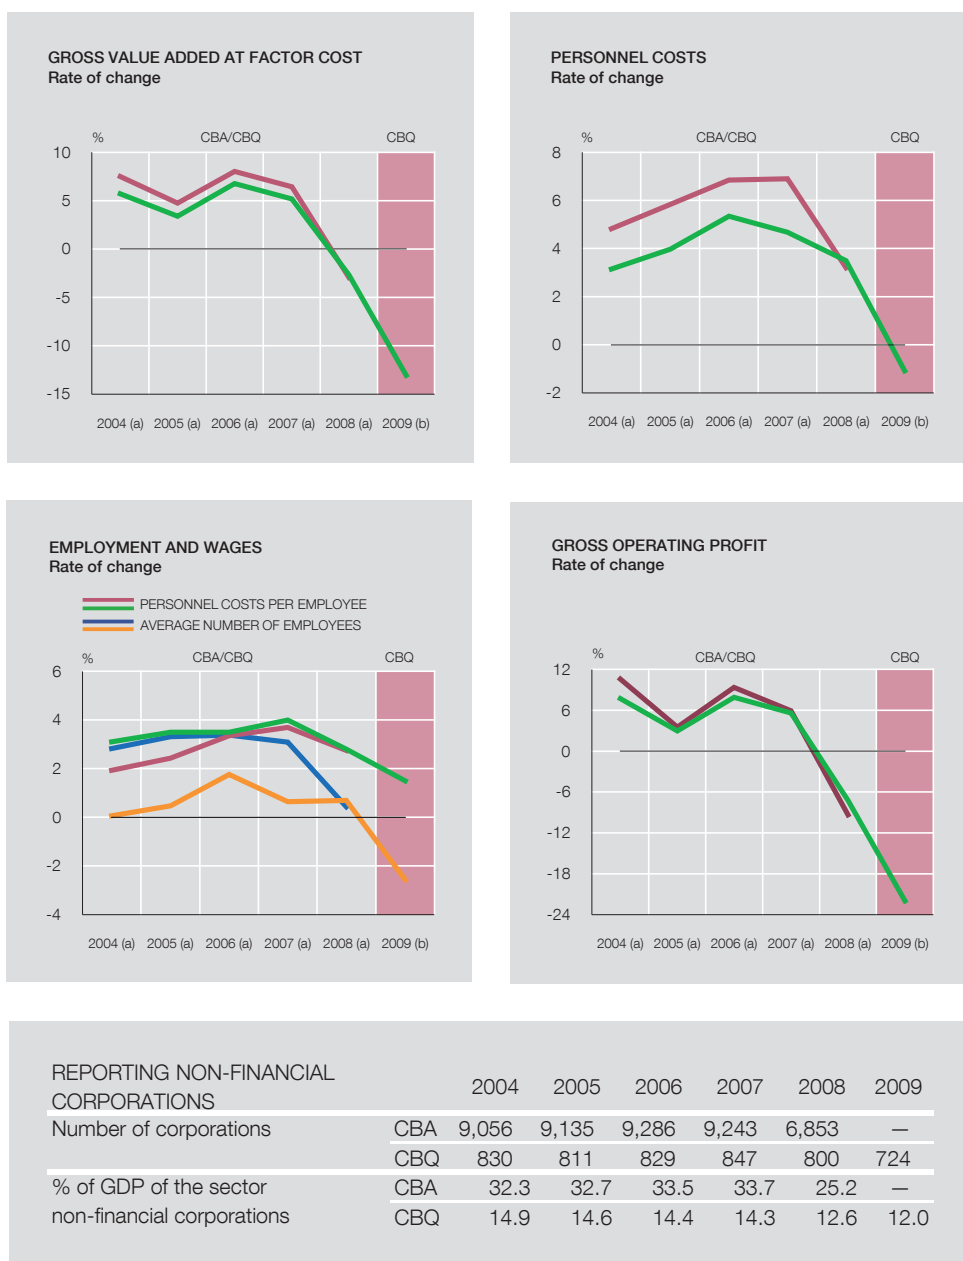 GROSS VALUE ADDED AT FACTOR COST
Rate of change
% CBA/CBQ CBQ
10
5
0
-5
-10
-15
2004 (a) 2005 (a) 2006 (a) 2007 (a) 2008 (a) 2009 (b)
PERSONNEL COSTS
Rate of change
% CBA/CBQ CBQ
8
6
4
2
0
-2
2004 (a) 2005 (a) 2006 (a) 2007 (a) 2008 (a) 2009 (b)
EMPLOYMENT AND WAGES
Rate of change
PERSONNEL COSTS PER EMPLOYEE
AVERAGE NUMBER OF EMPLOYEES
% CBA/CBQ CBQ
6
4
2
0
-2
-4
2004 (a) 2005 (a) 2006 (a) 2007 (a) 2008 (a) 2009 (b)
GROSS OPERATING PROFIT
Rate of change
% CBA/CBQ CBQ
12
6
0
-6
-12
-18
-24
2004 (a) 2005 (a) 2006 (a) 2007 (a) 2008 (a) 2009 (b)
REPORTING NON-FINANCIAL
CORPORATIONS 2004 2005 2006 2007 2008 2009
Number of corporations CBA 9,056 9,135 9,286 9,243 6,853 —
CBQ 830 811 829 847 800 724
% of GDP of the sector CBA 32.3 32.7 33.5 33.7 25.2 —
non-financial corporations CBQ 14.9 14.6 14.4 14.3 12.6 12.0